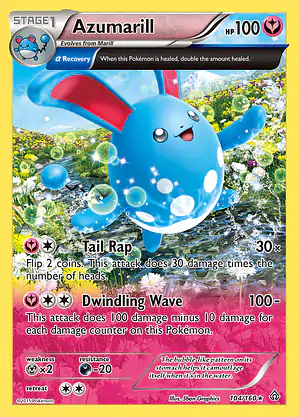 STAGE1
Azumarill
HP100
Evolves from Marill
α Recovery When this Pokémon is healed, double the amount healed.
Tail Rap 30×
Flip 2 coins. This attack does 30 damage times the
number of heads.
Dwindling Wave 100-
This attack does 100 damage minus 10 damage for
each damage counter on this Pokémon.
weakness
×2
resistance
-20
retreat
The bubble-like pattern on its
stomach helps it camouflage
itself when it's in the water.
©2015 Pokémon
Illus. 5ban Graphics
104/160★